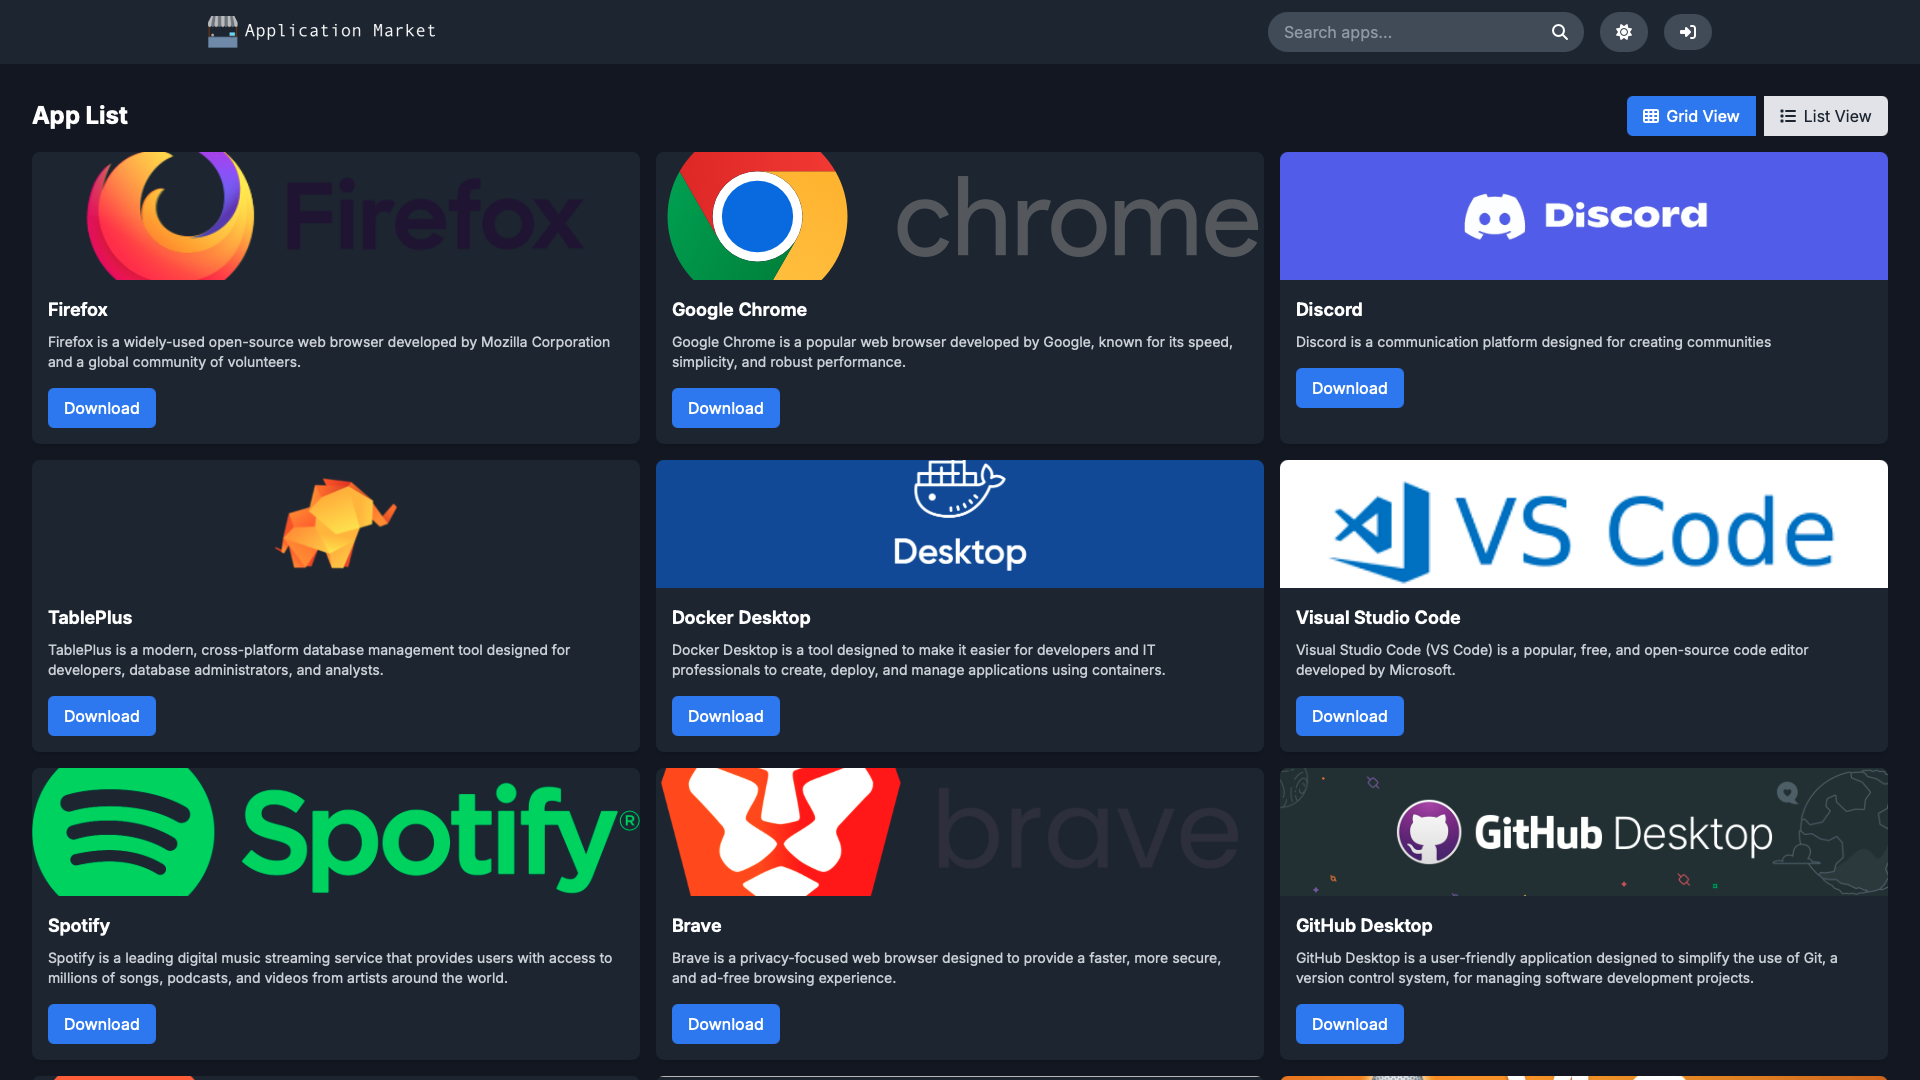 Application Market
Search apps...
App List
Grid View
List View
Firefox
chrome
Discord
Firefox
Google Chrome
Discord
Firefox is a widely-used open-source web browser developed by Mozilla Corporation
and a global community of volunteers.
Google Chrome is a popular web browser developed by Google, known for its speed,
simplicity, and robust performance.
Discord is a communication platform designed for creating communities
Download
Download
Download
Desktop
VS Code
TablePlus
Docker Desktop
Visual Studio Code
TablePlus is a modern, cross-platform database management tool designed for
developers, database administrators, and analysts.
Docker Desktop is a tool designed to make it easier for developers and IT
professionals to create, deploy, and manage applications using containers.
Visual Studio Code (VS Code) is a popular, free, and open-source code editor
developed by Microsoft.
Download
Download
Download
Spotify®
brave
GitHub Desktop
Spotify
Brave
GitHub Desktop
Spotify is a leading digital music streaming service that provides users with access to
millions of songs, podcasts, and videos from artists around the world.
Brave is a privacy-focused web browser designed to provide a faster, more secure,
and ad-free browsing experience.
GitHub Desktop is a user-friendly application designed to simplify the use of Git, a
version control system, for managing software development projects.
Download
Download
Download